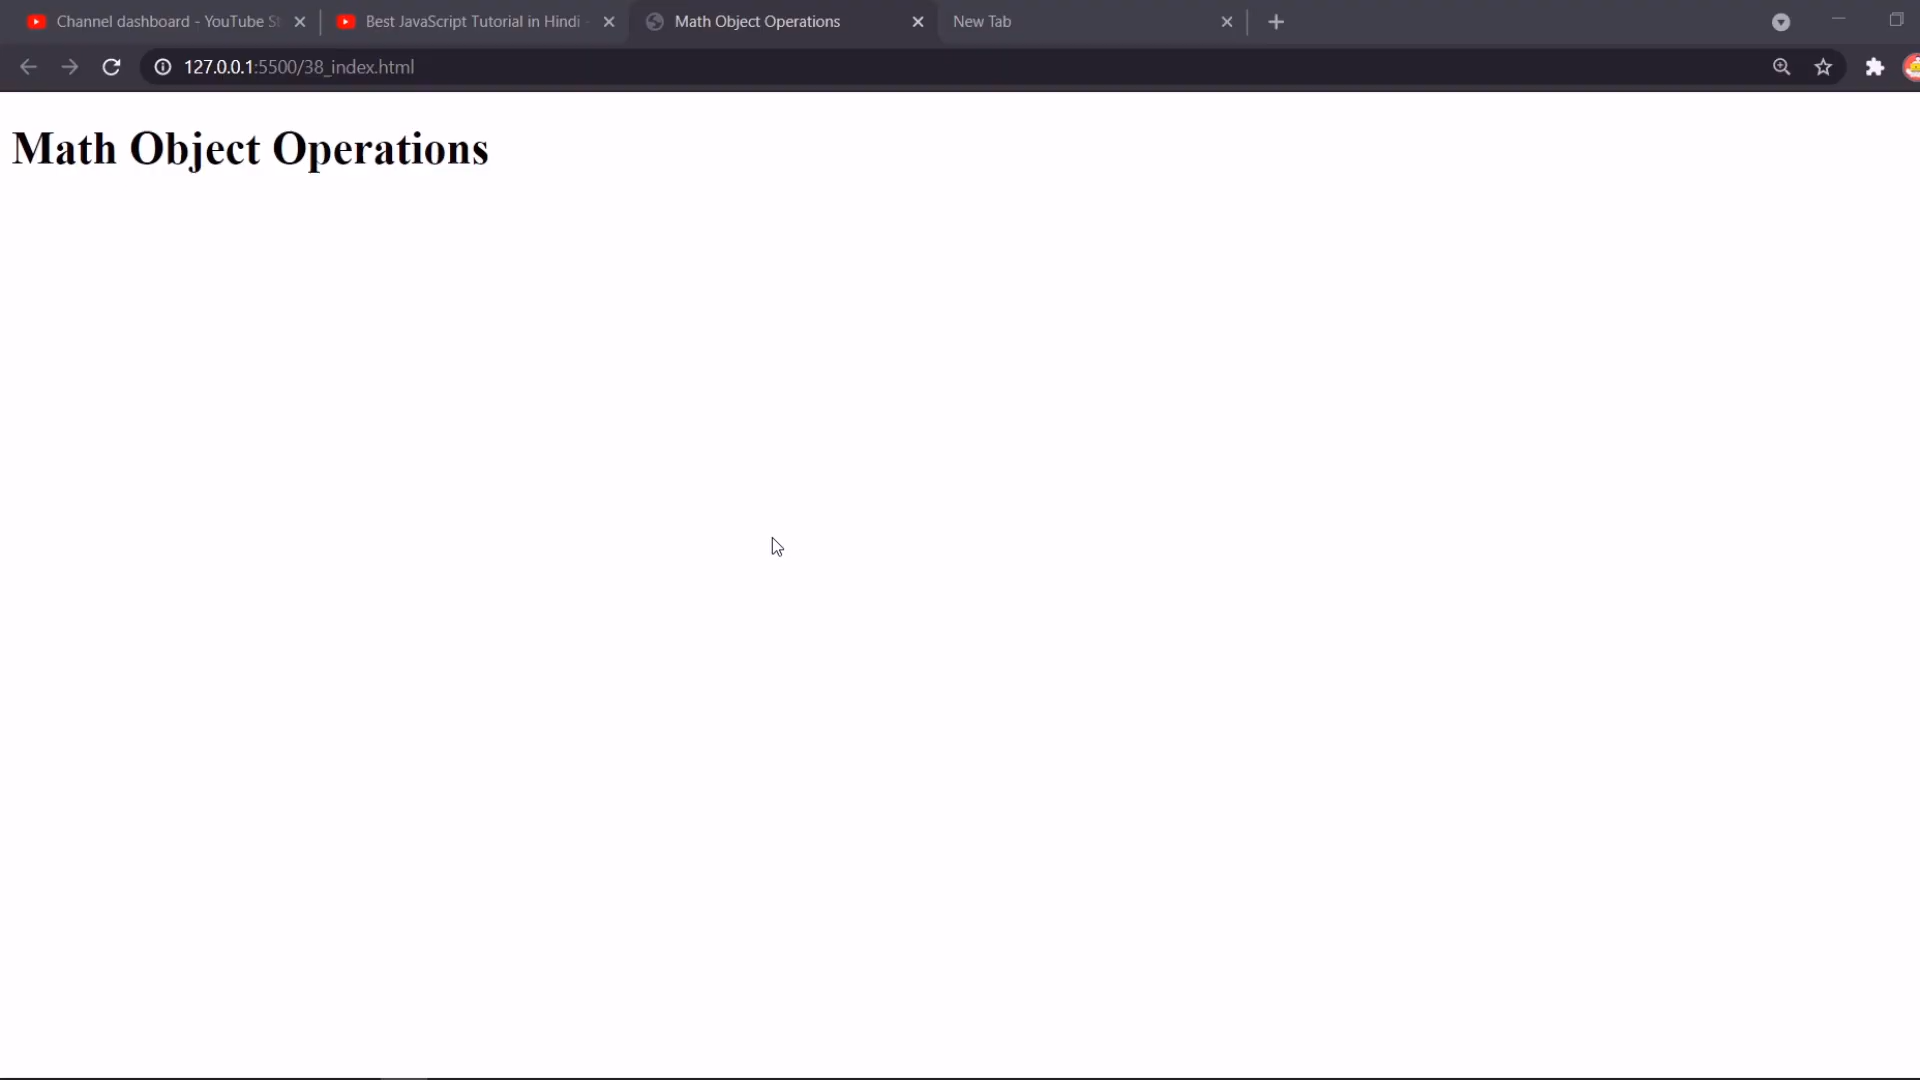 Channel dashboard - YouTube St
Best JavaScript Tutorial in Hindi -
Math Object Operations
New Tab
127.0.0.1:5500/38_index.html
Math Object Operations